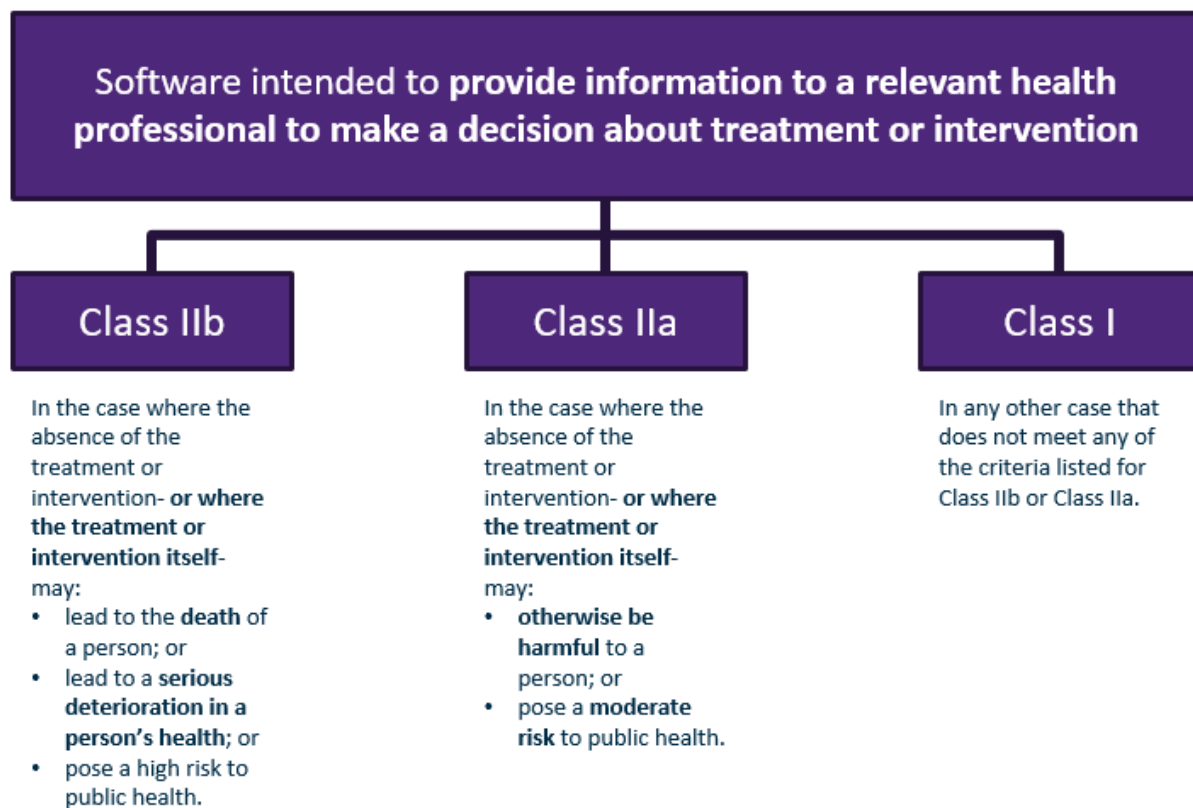 Software intended to provide information to a relevant health
professional to make a decision about treatment or intervention
Class IIb
In the case where the
absence of the
treatment or
intervention- or where
the treatment or
intervention itself-
may:
• lead to the death of
a person; or
• lead to a serious
deterioration in a
person's health; or
• pose a high risk to
public health.
Class IIa
In the case where the
absence of the
treatment or
intervention- or where
the treatment or
intervention itself-
may:
• otherwise be
harmful to a
person; or
• pose a moderate
risk to public health.
Class I
In any other case that
does not meet any of
the criteria listed for
Class IIb or Class IIa.